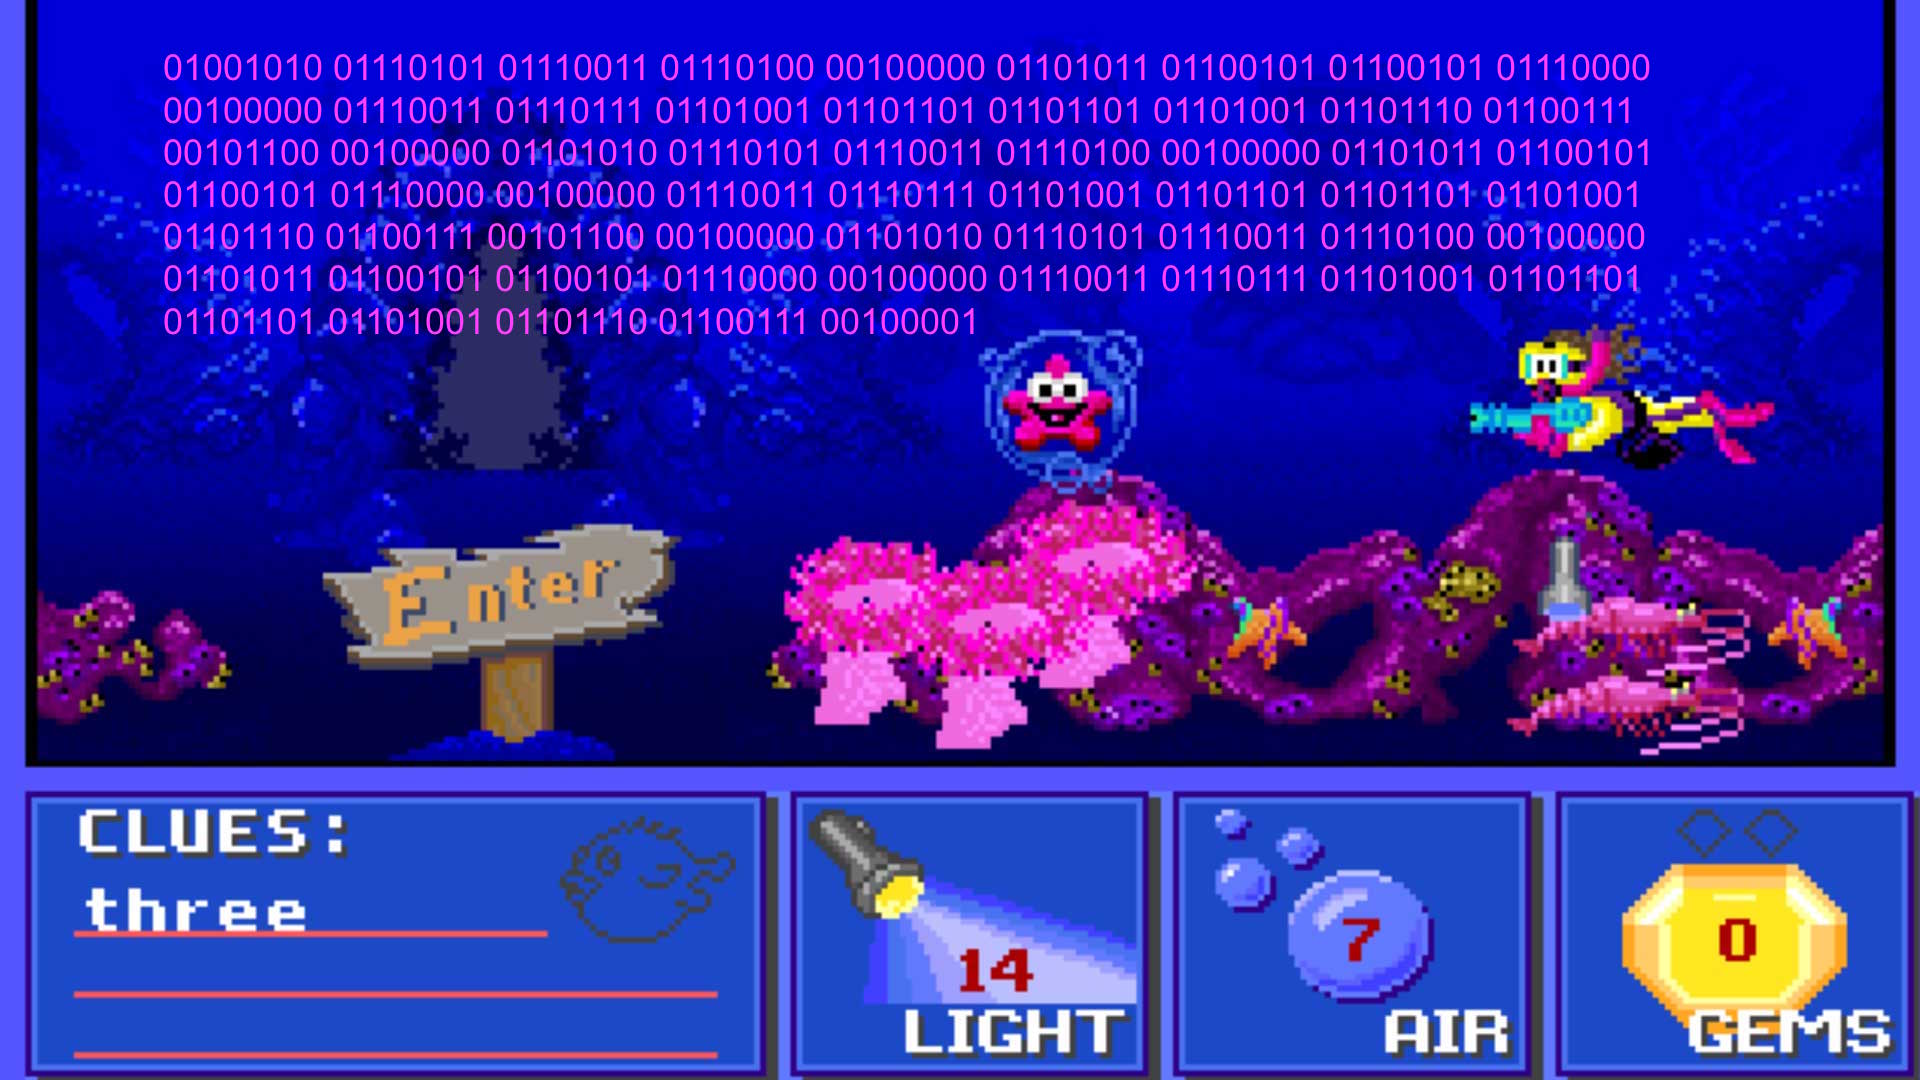 01001010 01110101 01110011 01110100 00100000 01101011 01100101 01100101 01110000
00100000 01110011 01110111 01101001 01101101 01101101 01101001 01101110 01100111
00101100 00100000 01101010 01110101 01110011 01110100 00100000 01101011 01100101
01100101 01110000 00100000 01110011 01110111 01101001 01101101 01101101 01101001
01101110 01100111 00101100 00100000 01101010 01110101 01110011 01110100 00100000
01101011 01100101 01100101 01110000 00100000 01110011 01110111 01101001 01101101
01101101 01101001 01101110 01100111 00100001
Enter
CLUES:
three
14
LIGHT
7
AIR
0
GEMS